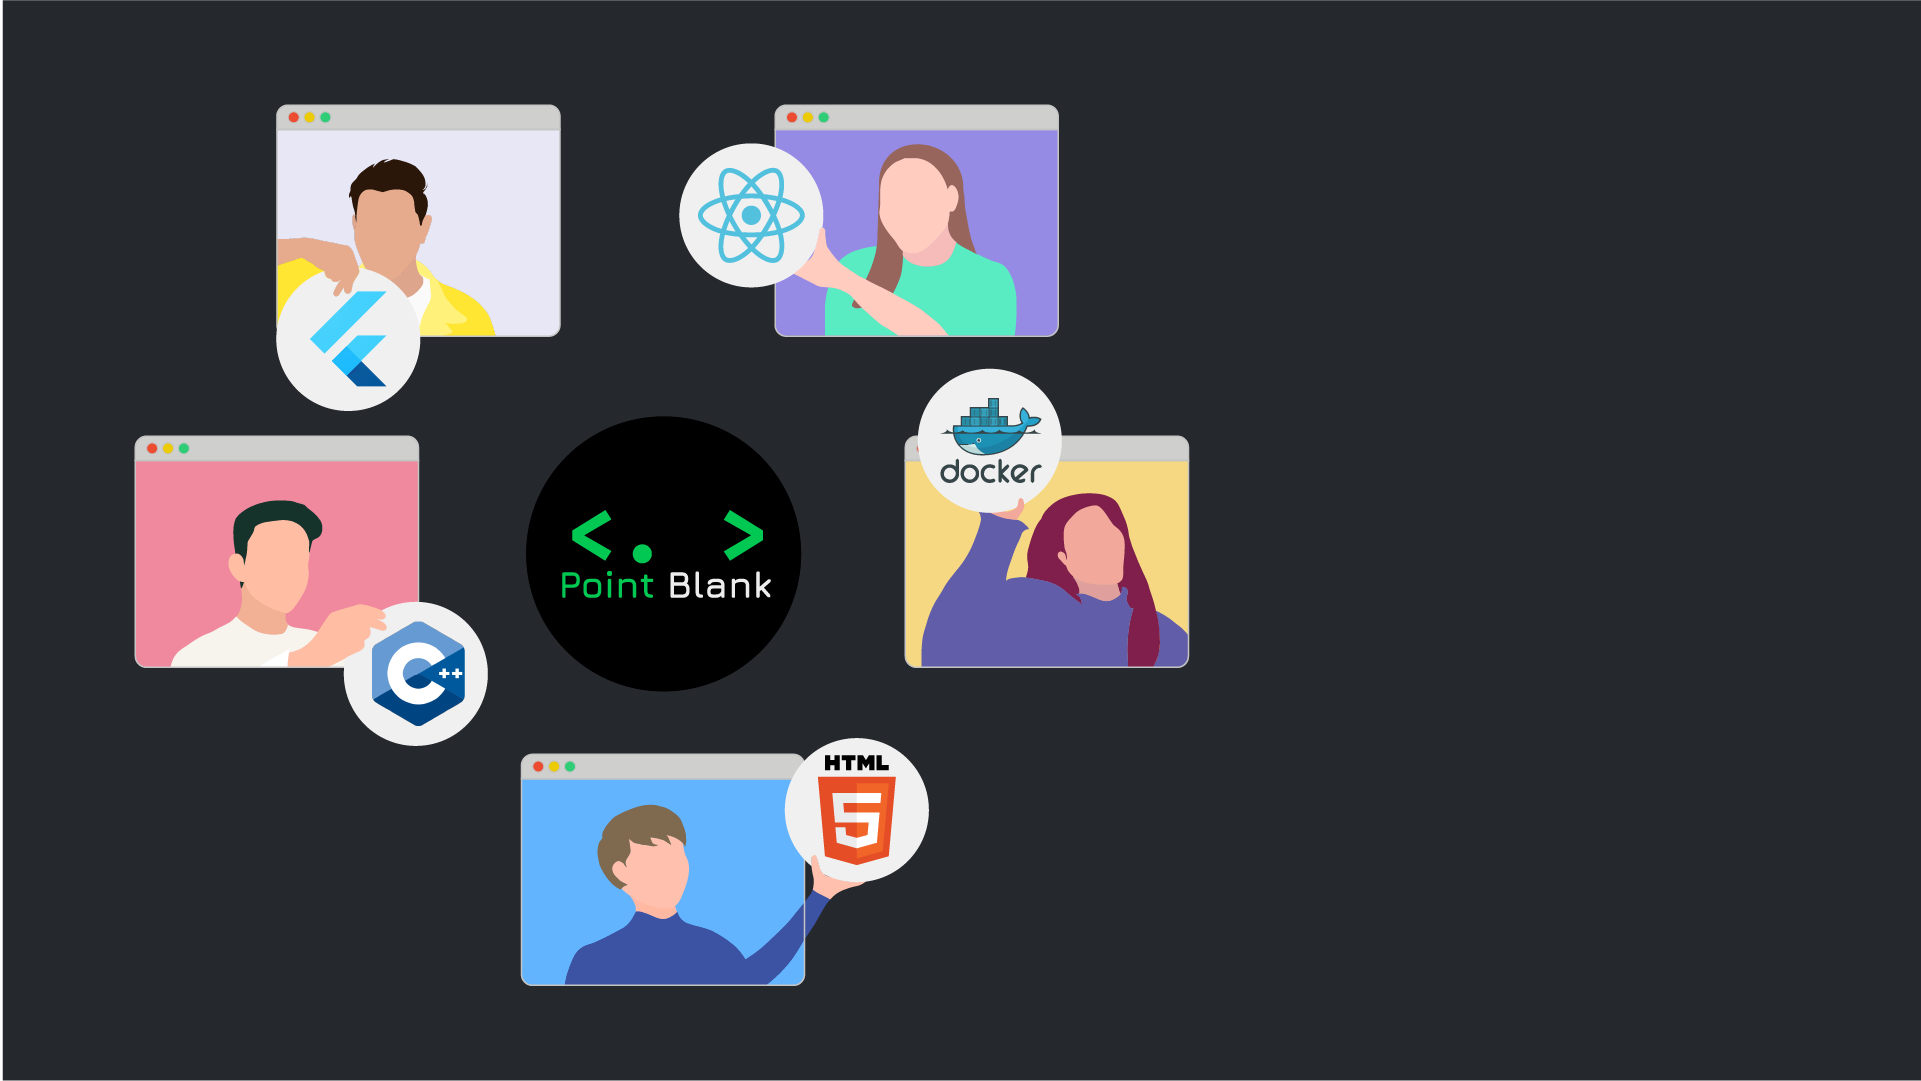 docker
<. >
Point Blank
C++
HTML
5